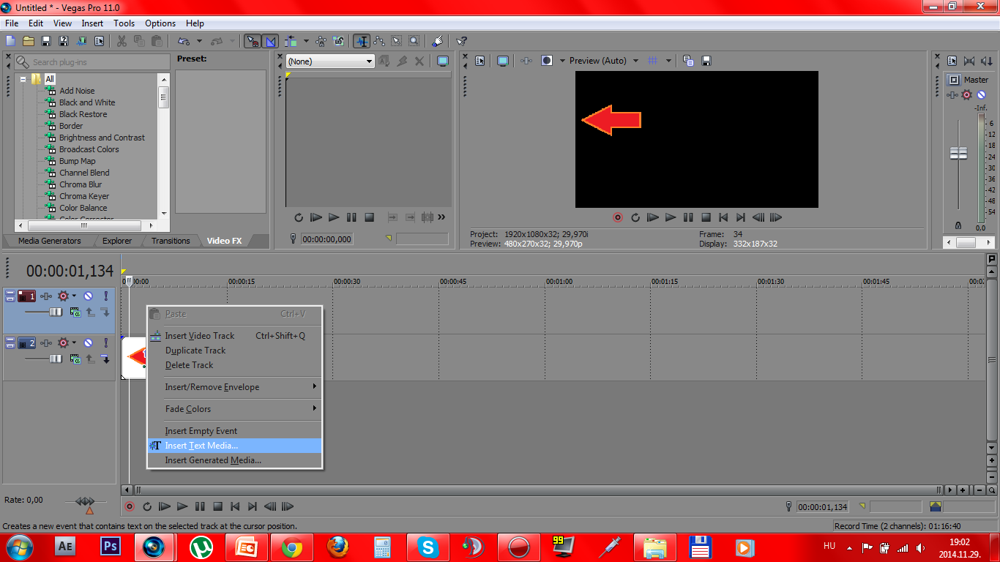 Untitled * - Vegas Pro 11.0
File Edit View Insert Tools Options Help
Search plug-ins
Preset:
(None)
Preview (Auto)
All
Add Noise
Black and White
Black Restore
Border
Brightness and Contrast
Broadcast Colors
Bump Map
Channel Blend
Chroma Blur
Chroma Keyer
Color Balance
Color Corrector
Master
-Inf.
6
12
18
24
30
36
42
48
54
0,0
Media Generators Explorer Transitions Video FX
00:00:00,000
Project: 1920x1080x32; 29,970i
Preview: 480x270x32; 29,970p
Frame: 34
Display: 332x187x32
00:00:01,134
00:00:15 00:00:30 00:00:45 00:01:00 00:01:15 00:01:30 00:01:45
1
2
Paste Ctrl+V
Insert Video Track Ctrl+Shift+Q
Duplicate Track
Delete Track
Insert/Remove Envelope
Fade Colors
Insert Empty Event
Insert Text Media...
Insert Generated Media...
Rate: 0,00
00:00:01,134
Creates a new event that contains text on the selected track at the cursor position.
Record Time (2 channels): 01:16:40
AE Ps 99
HU
19:02
2014.11.29.